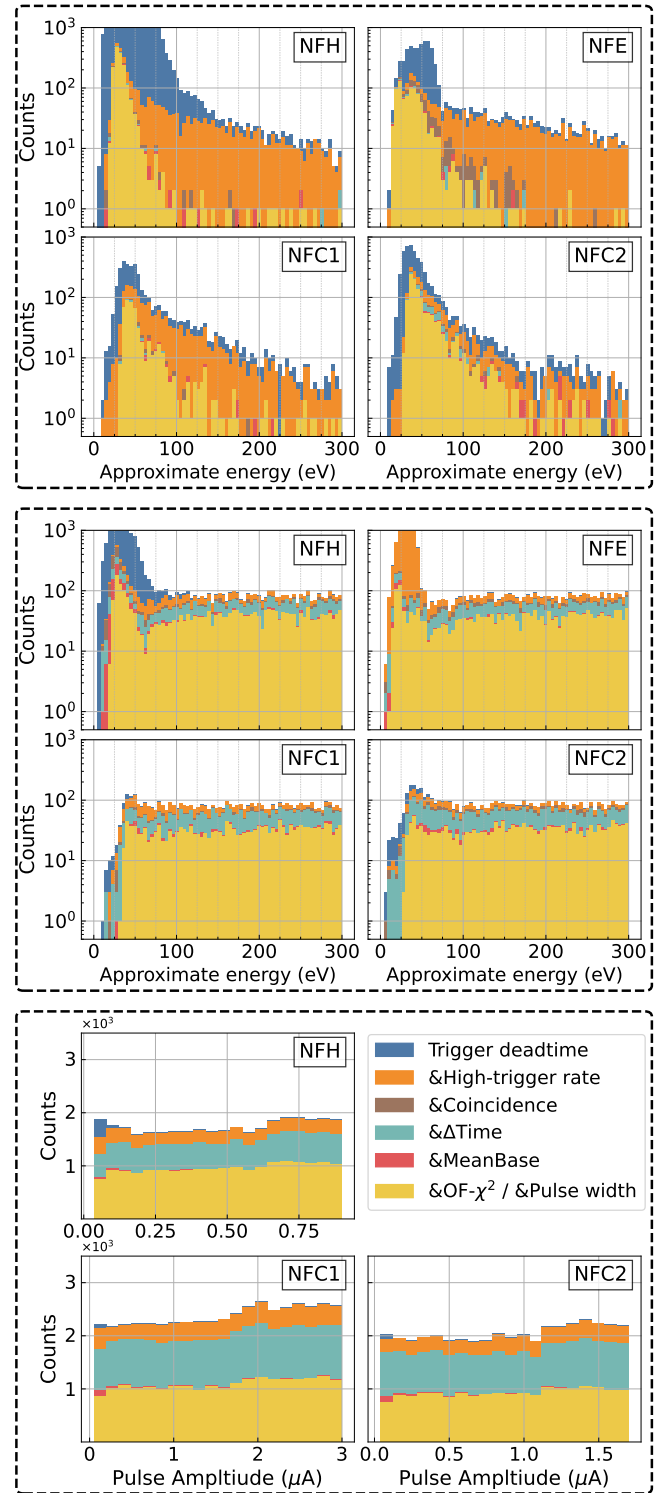 10³ NFH NFE
10²
Counts
10¹
10⁰
10³ NFC1 NFC2
10²
Counts
10¹
10⁰
0 100 200 300 0 100 200 300
Approximate energy (eV) Approximate energy (eV)
10³ NFH NFE
10²
Counts
10¹
10⁰
10³ NFC1 NFC2
10²
Counts
10¹
10⁰
0 100 200 300 0 100 200 300
Approximate energy (eV) Approximate energy (eV)
×10³
NFH
3
2
1
Counts
0.00 0.25 0.50 0.75
Trigger deadtime
&High-trigger rate
&Coincidence
&ΔTime
&MeanBase
&OF-χ² / &Pulse width
×10³
NFC1 NFC2
3
2
1
Counts
0 1 2 3 0.0 0.5 1.0 1.5
Pulse Ampltiude (μA) Pulse Ampltiude (μA)